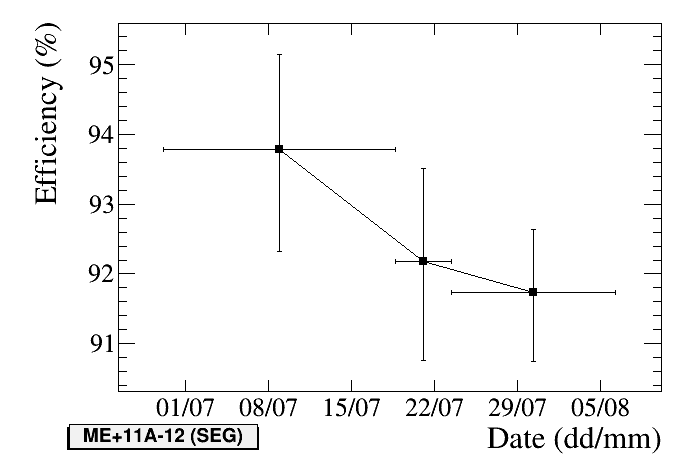 Efficiency (%)
95
94
93
92
91
01/07 08/07 15/07 22/07 29/07 05/08
Date (dd/mm)
ME+11A-12 (SEG)